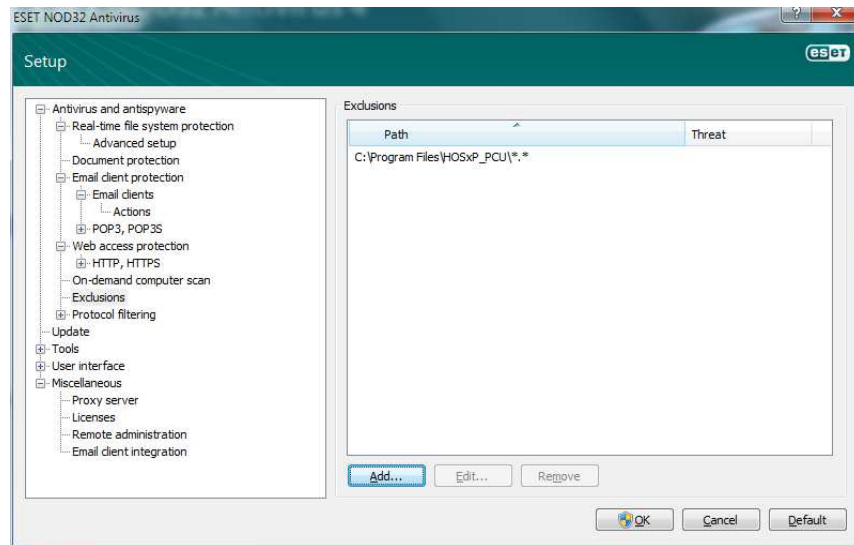 ESET NOD32 Antivirus
Setup
eset
Antivirus and antispyware
Real-time file system protection
Advanced setup
Document protection
Email client protection
Email clients
Actions
POP3, POP3S
Web access protection
HTTP, HTTPS
On-demand computer scan
Exclusions
Protocol filtering
Update
Tools
User interface
Miscellaneous
Proxy server
Licenses
Remote administration
Email client integration
Exclusions
Path Threat
C:\Program Files\HOSxP_PCU\*.*
Add... Edit... Remove
OK Cancel Default